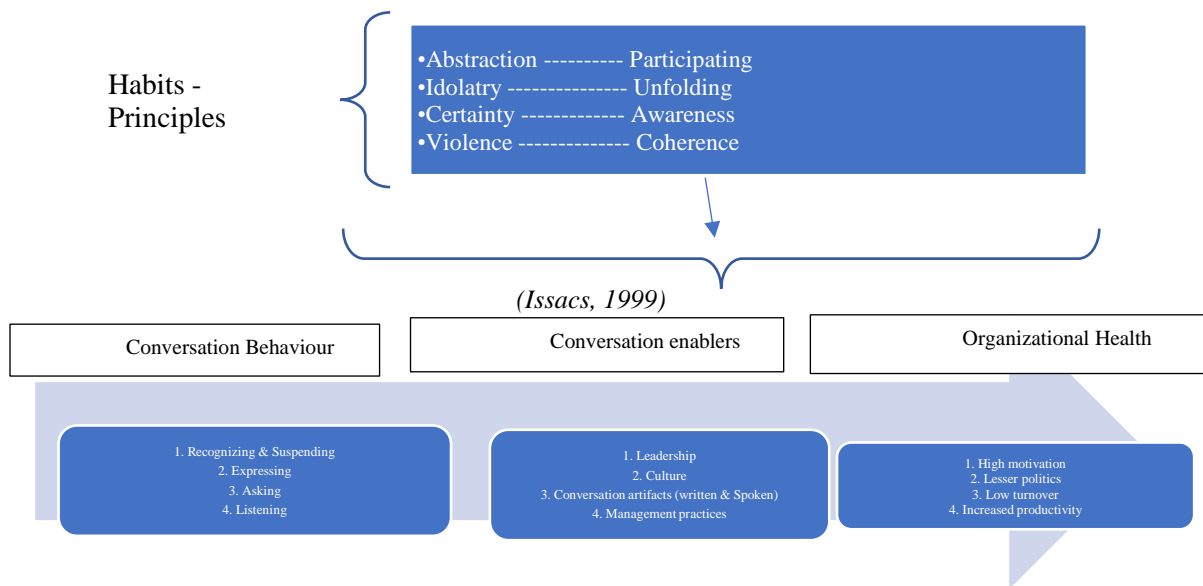 Habits -
Principles
•Abstraction ---------- Participating
•Idolatry --------------- Unfolding
•Certainty ------------- Awareness
•Violence -------------- Coherence
(Issacs, 1999)
Conversation Behaviour
Conversation enablers
Organizational Health
1. Recognizing & Suspending
2. Expressing
3. Asking
4. Listening
1. Leadership
2. Culture
3. Conversation artifacts (written & Spoken)
4. Management practices
1. High motivation
2. Lesser politics
3. Low turnover
4. Increased productivity